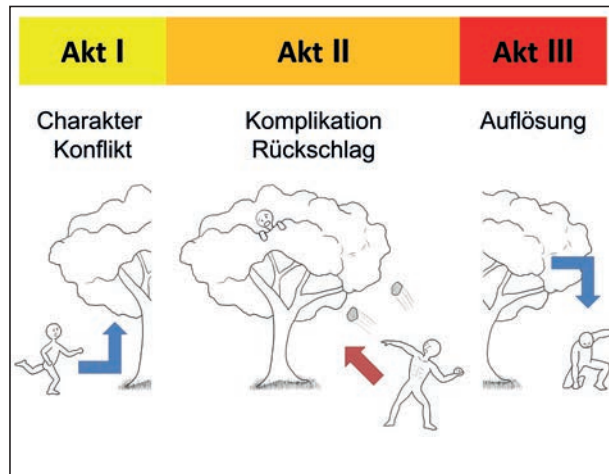 Akt I
Akt II
Akt III
Charakter
Konflikt
Komplikation
Rückschlag
Auflösung